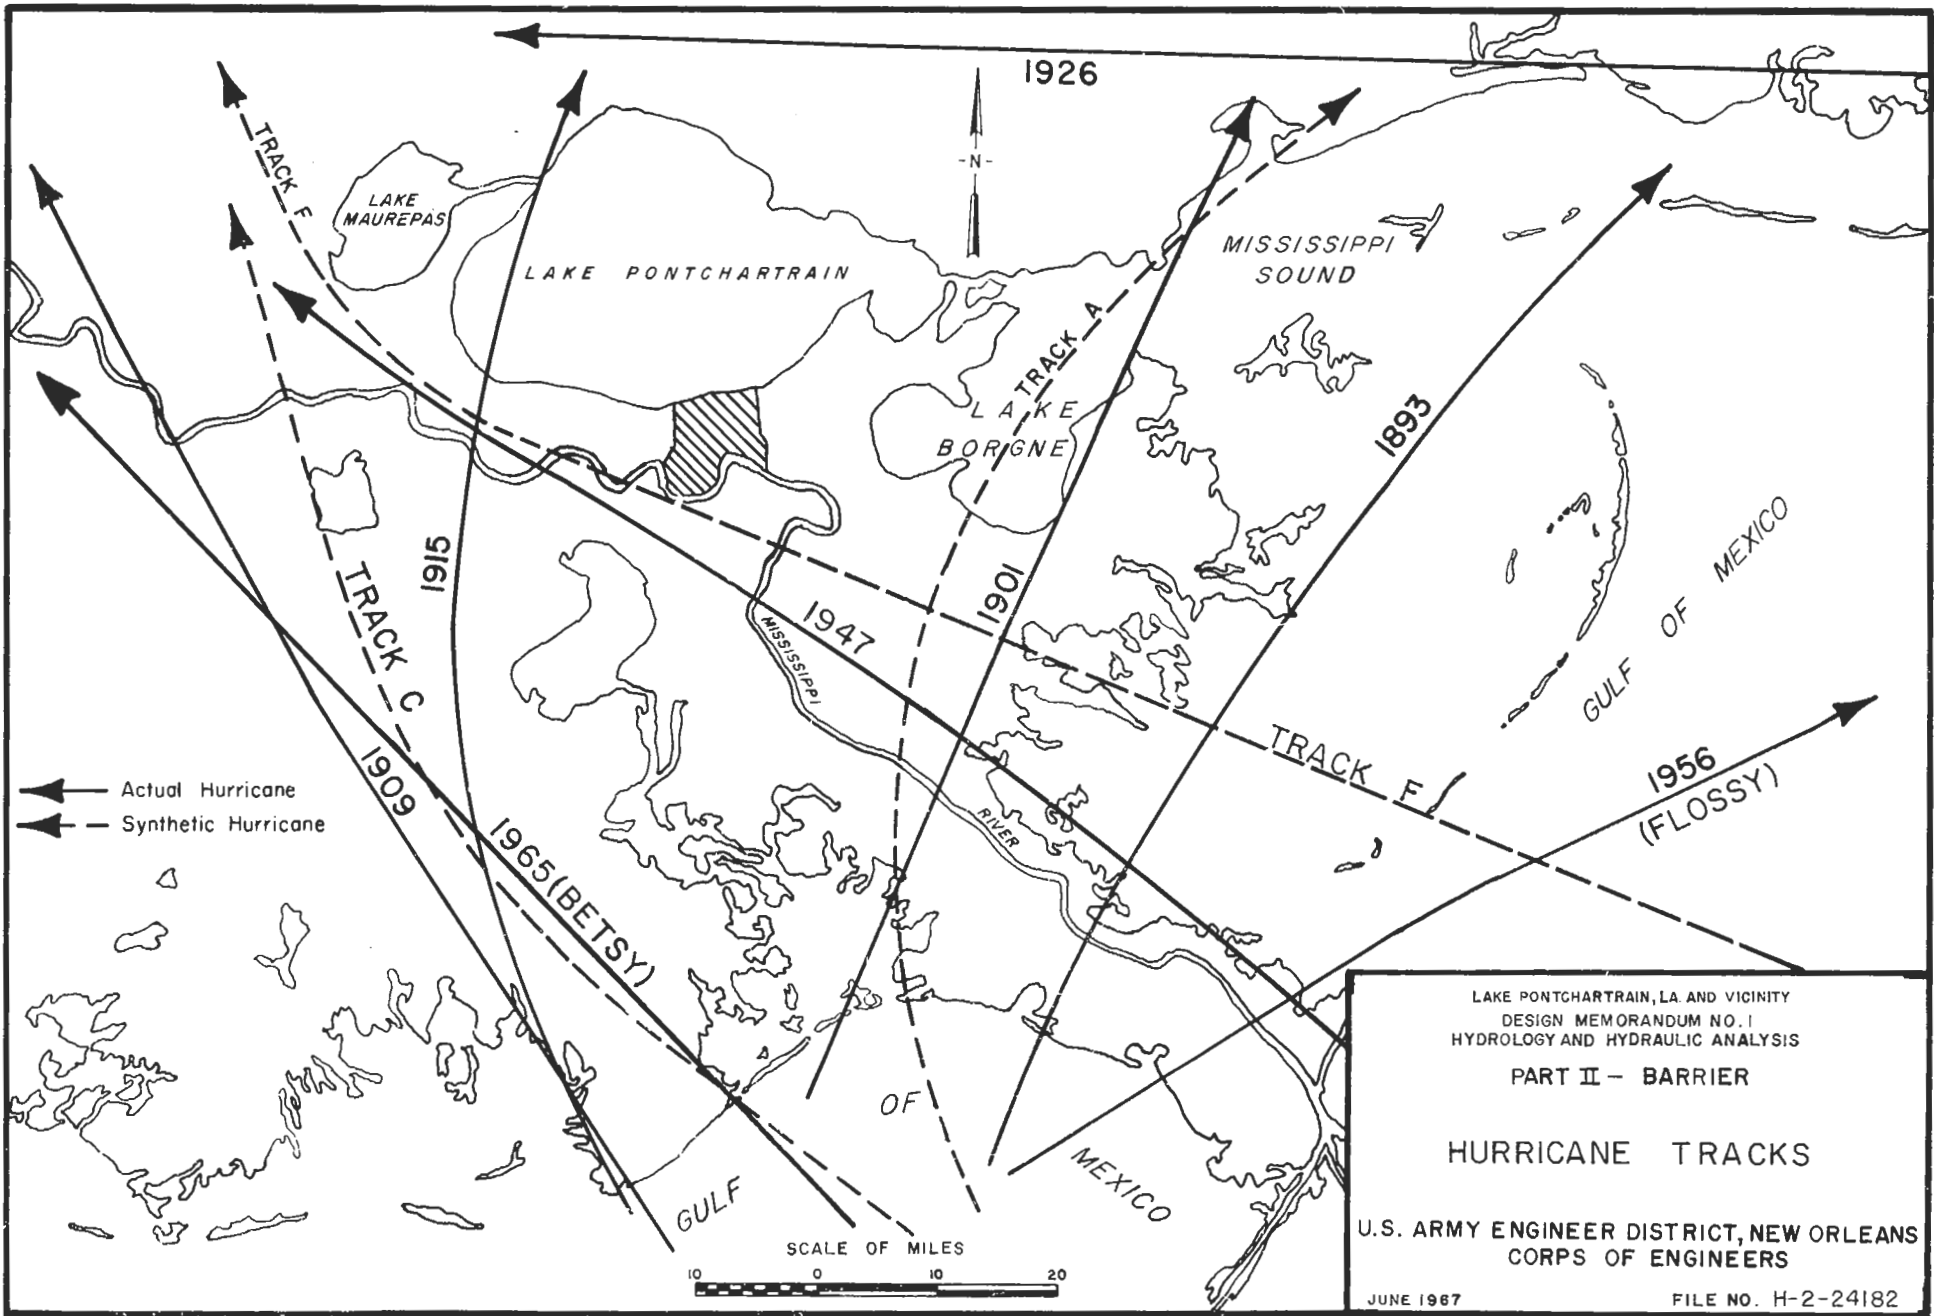 1926
-N-
TRACK F
LAKE
MAUREPAS
LAKE PONTCHARTRAIN
MISSISSIPPI
SOUND
TRACK A
LAKE
BORGNE
1893
1915
TRACK C
1901
1947
MISSISSIPPI
RIVER
GULF OF MEXICO
TRACK F
1909
1956
(FLOSSY)
Actual Hurricane
Synthetic Hurricane
1965 (BETSY)
GULF OF MEXICO
SCALE OF MILES
10 0 10 20
LAKE PONTCHARTRAIN, LA. AND VICINITY
DESIGN MEMORANDUM NO. 1
HYDROLOGY AND HYDRAULIC ANALYSIS
PART II - BARRIER
HURRICANE TRACKS
U.S. ARMY ENGINEER DISTRICT, NEW ORLEANS
CORPS OF ENGINEERS
JUNE 1967 FILE NO. H-2-24182